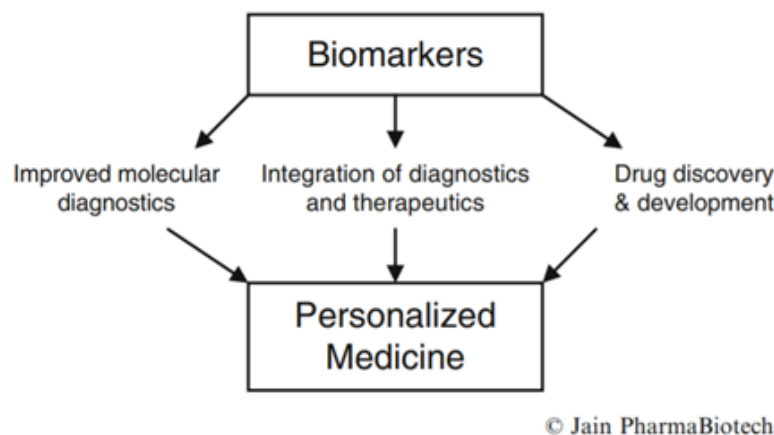 Biomarkers
Improved molecular
diagnostics
Integration of diagnostics
and therapeutics
Drug discovery
& development
Personalized
Medicine
© Jain PharmaBiotech